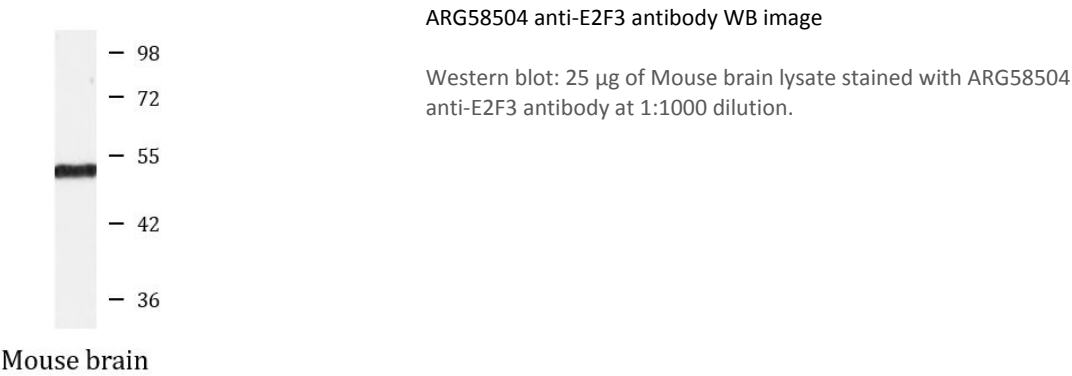 ARG58504 anti-E2F3 antibody WB image
Western blot: 25 µg of Mouse brain lysate stained with ARG58504
anti-E2F3 antibody at 1:1000 dilution.
98
72
55
42
36
Mouse brain